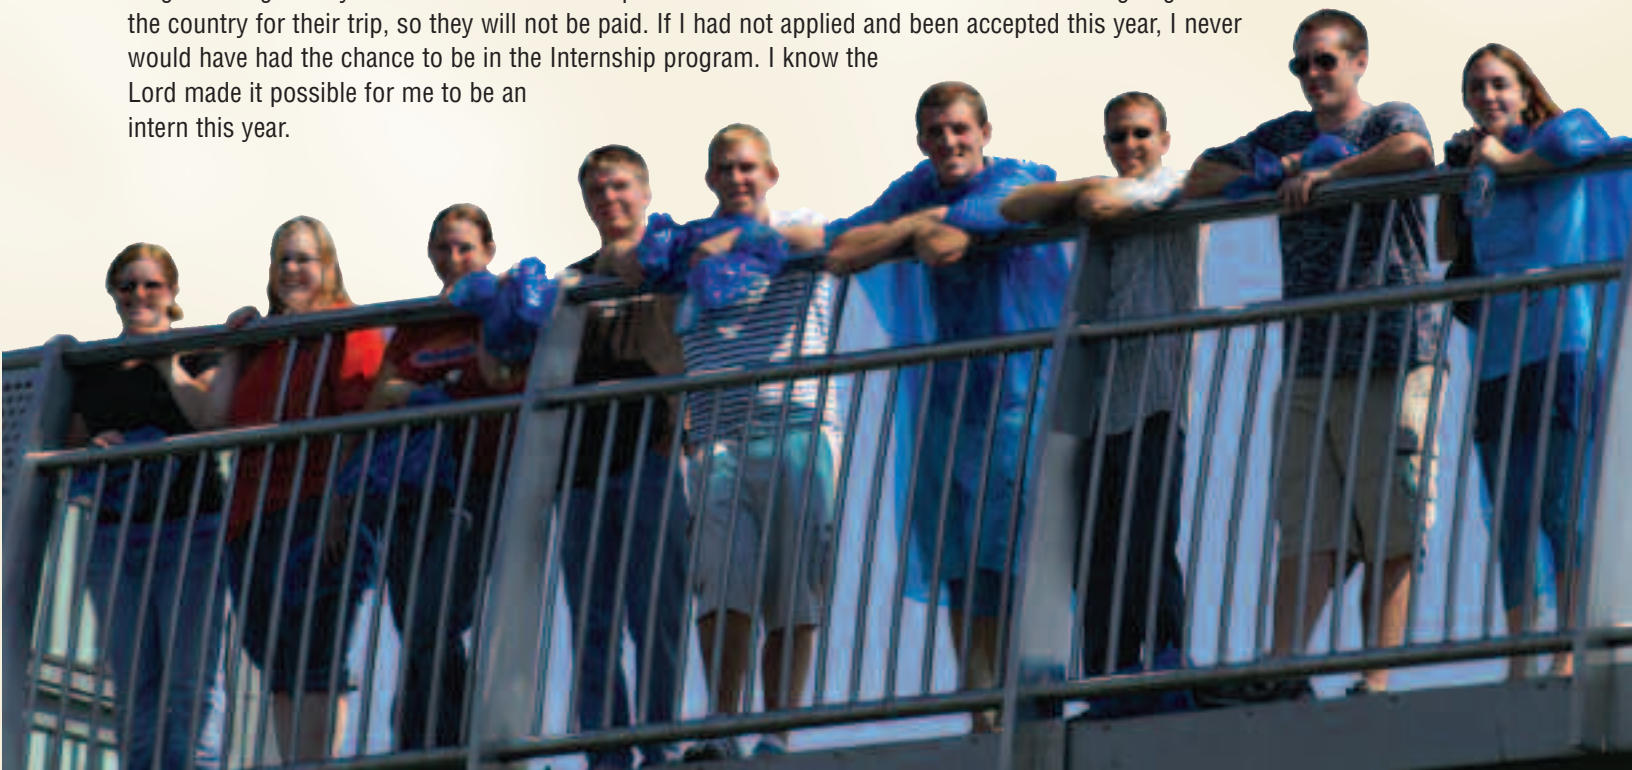 the country for their trip, so they will not be paid. If I had not applied and been accepted this year, I never
would have had the chance to be in the Internship program. I know the
Lord made it possible for me to be an
intern this year.